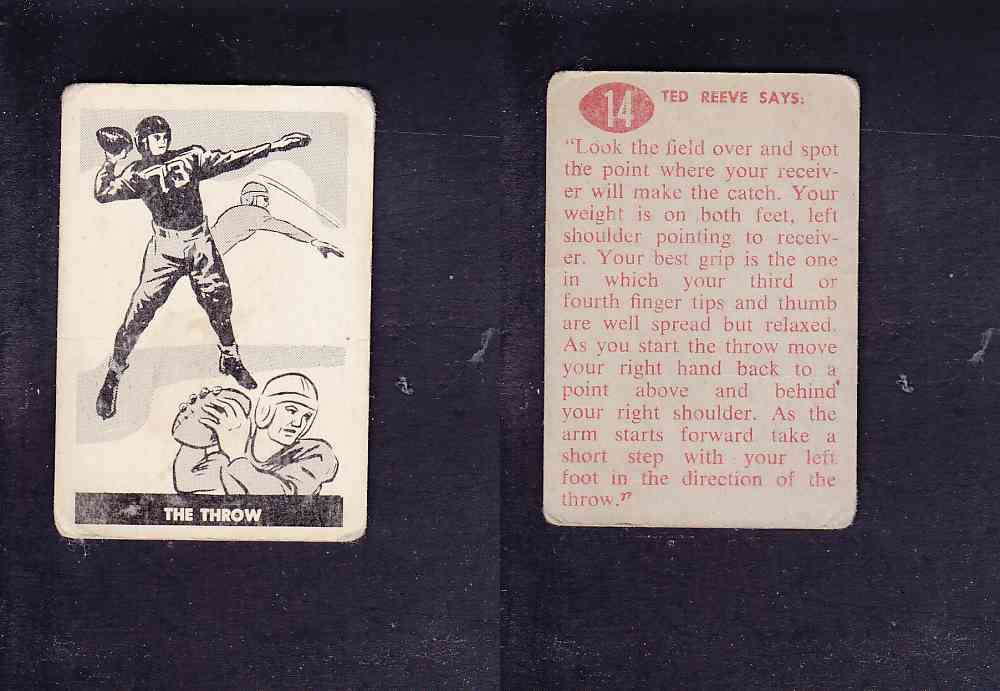 73
THE THROW
14
TED REEVE SAYS:
“Look the field over and spot
the point where your receiv-
er will make the catch. Your
weight is on both feet, left
shoulder pointing to receiv-
er. Your best grip is the one
in which your third or
fourth finger tips and thumb
are well spread but relaxed.
As you start the throw move
your right hand back to a
point above and behind
your right shoulder. As the
arm starts forward take a
short step with your left
foot in the direction of the
throw.”